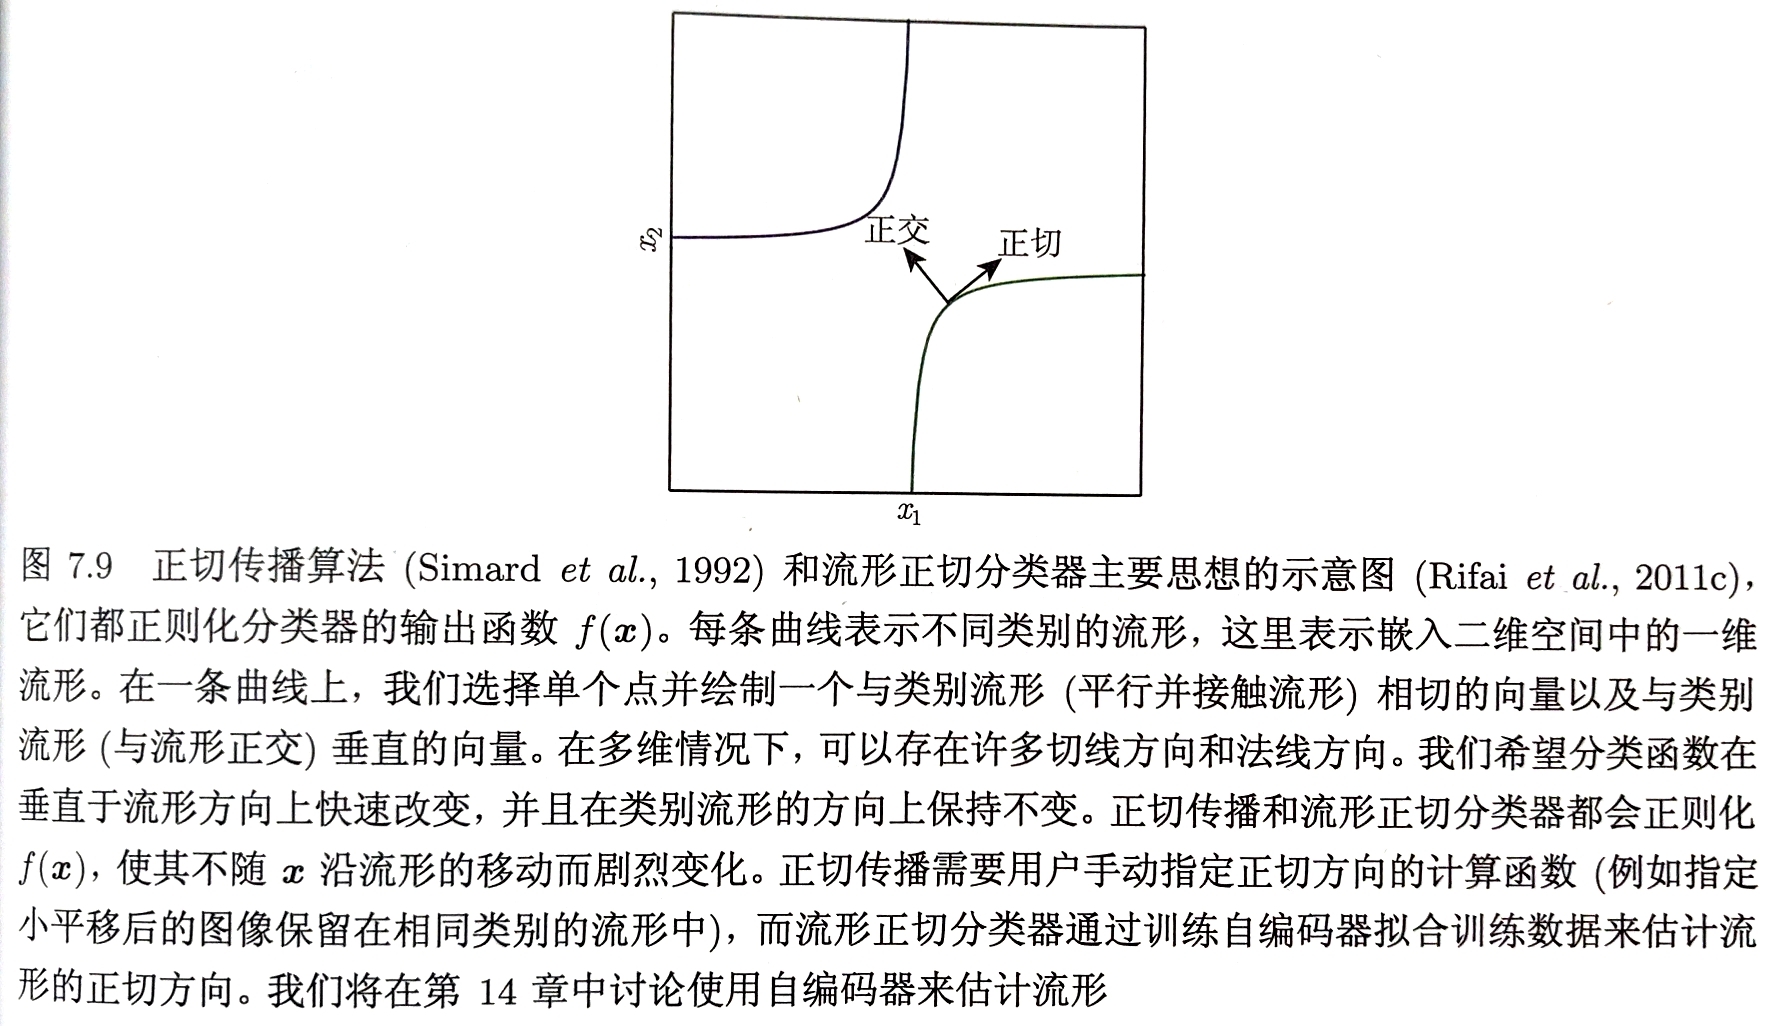 正交
正切
x₂
x₁
图 7.9 正切传播算法 (Simard et al., 1992) 和流形正切分类器主要思想的示意图 (Rifai et al., 2011c),
它们都正则化分类器的输出函数 f(x)。每条曲线表示不同类别的流形, 这里表示嵌入二维空间中的一维
流形。在一条曲线上, 我们选择单个点并绘制一个与类别流形 (平行并接触流形) 相切的向量以及与类别
流形 (与流形正交) 垂直的向量。在多维情况下, 可以存在许多切线方向和法线方向。我们希望分类函数在
垂直于流形方向上快速改变, 并且在类别流形的方向上保持不变。正切传播和流形正切分类器都会正则化
f(x), 使其不随 x 沿流形的移动而剧烈变化。正切传播需要用户手动指定正切方向的计算函数 (例如指定
小平移后的图像保留在相同类别的流形中), 而流形正切分类器通过训练自编码器拟合训练数据来估计流
形的正切方向。我们将在第 14 章中讨论使用自编码器来估计流形